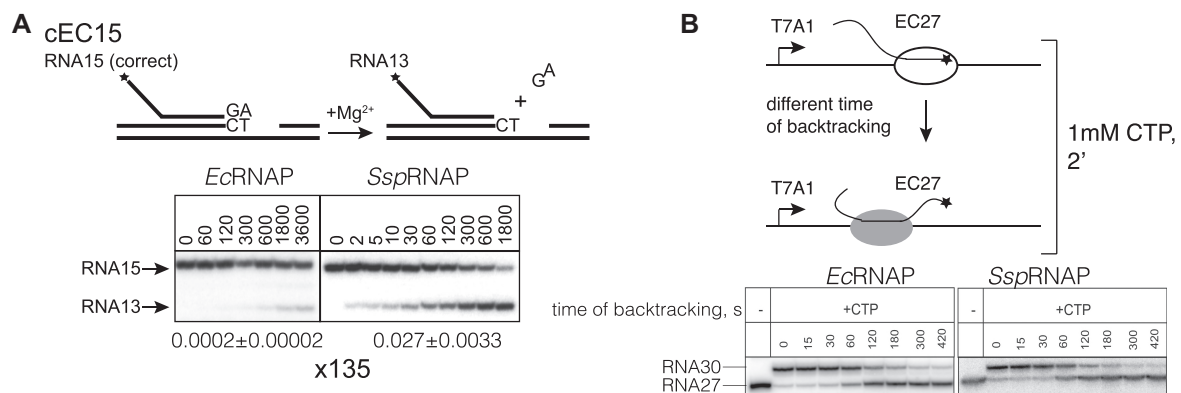 A
cEC15
RNA15 (correct)
RNA13
GA
CT
+Mg²⁺
CT
+
GA
EcRNAP
SspRNAP
0 60 120 300 600 1800 3600
0 2 5 10 30 60 120 300 600 1800
RNA15
RNA13
0.0002±0.00002
0.027±0.0033
x135
B
T7A1
EC27
different time
of backtracking
1mM CTP,
2'
T7A1
EC27
EcRNAP
SspRNAP
time of backtracking, s
- +CTP
- +CTP
0 15 30 60 120 180 300 420
0 15 30 60 120 180 300 420
RNA30
RNA27